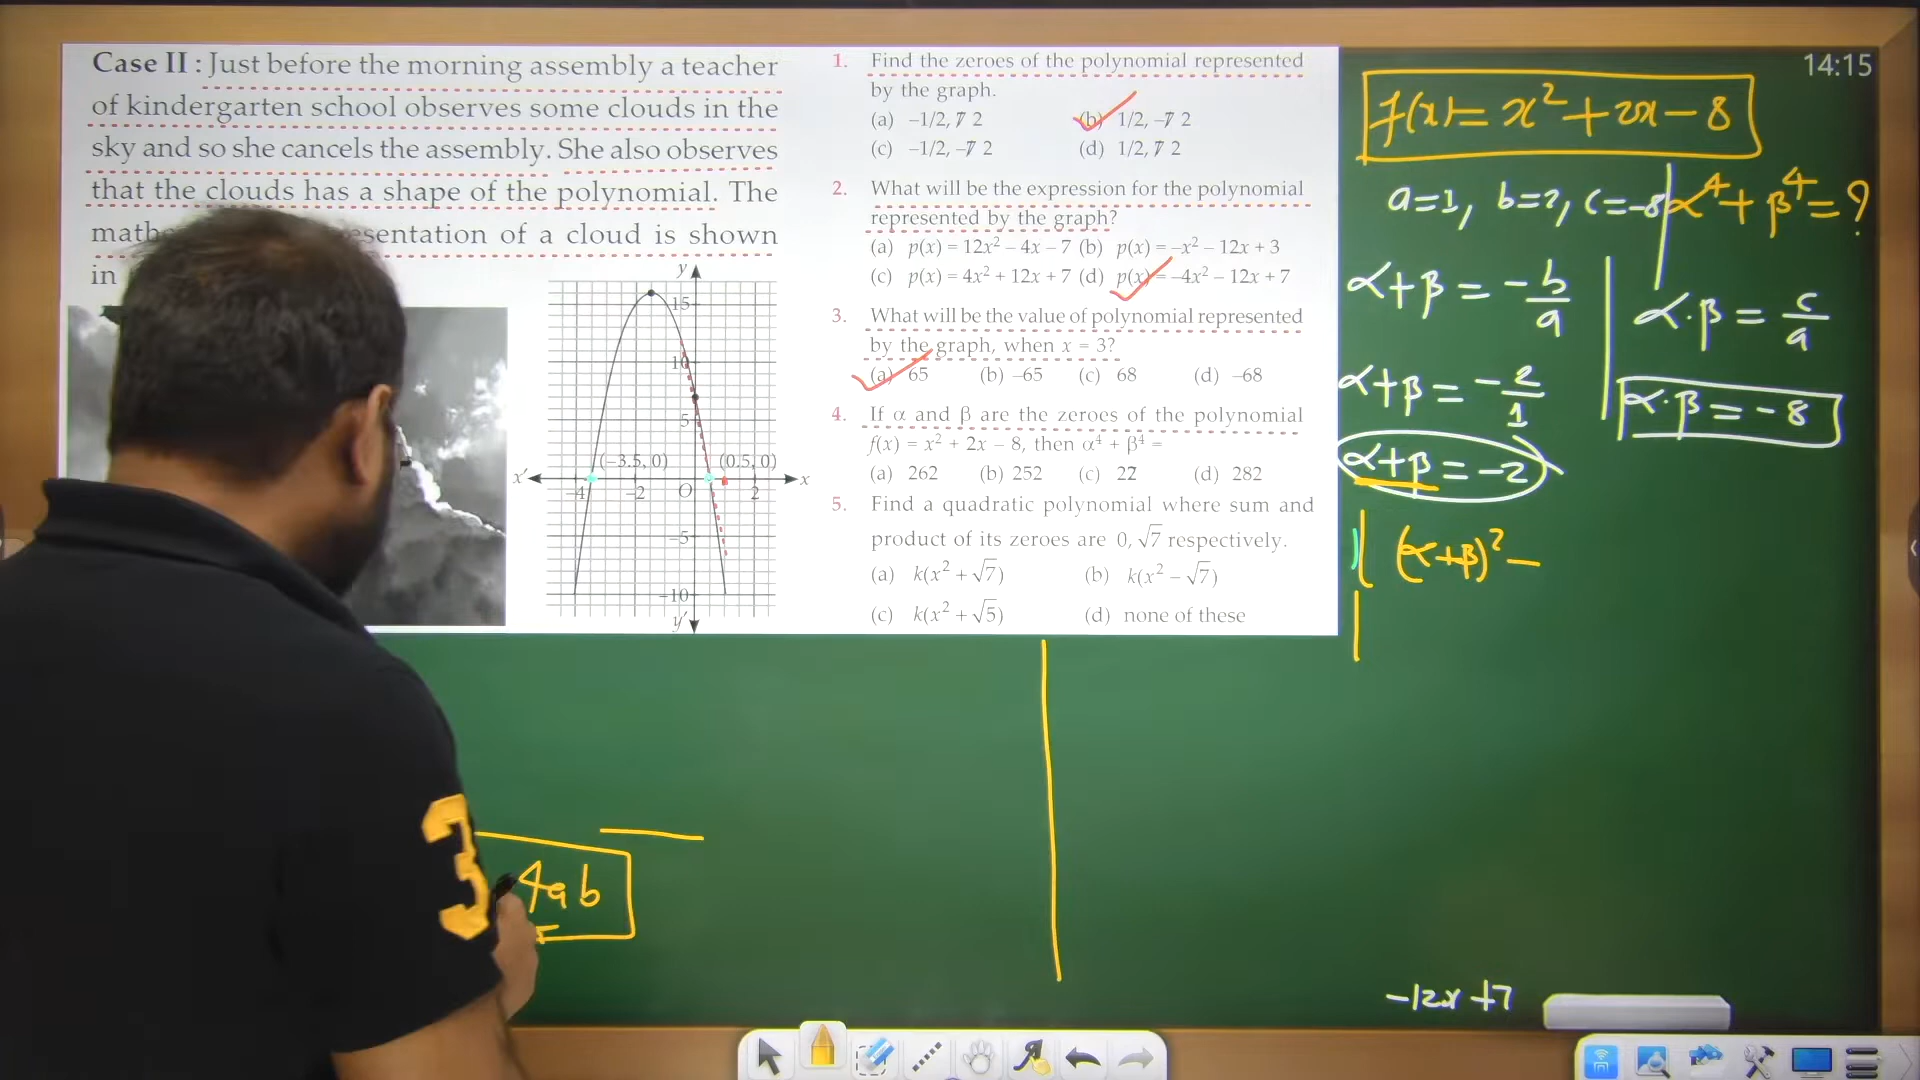 Case II : Just before the morning assembly a teacher
of kindergarten school observes some clouds in the
sky and so she cancels the assembly. She also observes
that the clouds has a shape of the polynomial. The
esentation of a cloud is shown
in
y
15
10
5
(−3.5, 0) (0.5, 0)
x′ −4 −2 O 2 x
−5
−10
y′
1. Find the zeroes of the polynomial represented
by the graph.
(a) −1/2, 7 2 (b) 1/2, −7 2
(c) −1/2, −7 2 (d) 1/2, 7 2
2. What will be the expression for the polynomial
represented by the graph?
(a) p(x) = 12x² − 4x − 7 (b) p(x) = −x² − 12x + 3
(c) p(x) = 4x² + 12x + 7 (d) p(x) = −4x² − 12x + 7
3. What will be the value of polynomial represented
by the graph, when x = 3?
(a) 65 (b) −65 (c) 68 (d) −68
4. If α and β are the zeroes of the polynomial
f(x) = x² + 2x − 8, then α⁴ + β⁴ =
(a) 262 (b) 252 (c) 22 (d) 282
5. Find a quadratic polynomial where sum and
product of its zeroes are 0, √7 respectively.
(a) k(x² + √7) (b) k(x² − √7)
(c) k(x² + √5) (d) none of these
14:15
f(x) = x² + 2x − 8
a=1, b=2, c=−8
α⁴ + β⁴ = ?
α+β = −b/a
α·β = c/a
α+β = −2/1
α·β = −8
α+β = −2
(α+β)² −
4ab
−12x +7
3